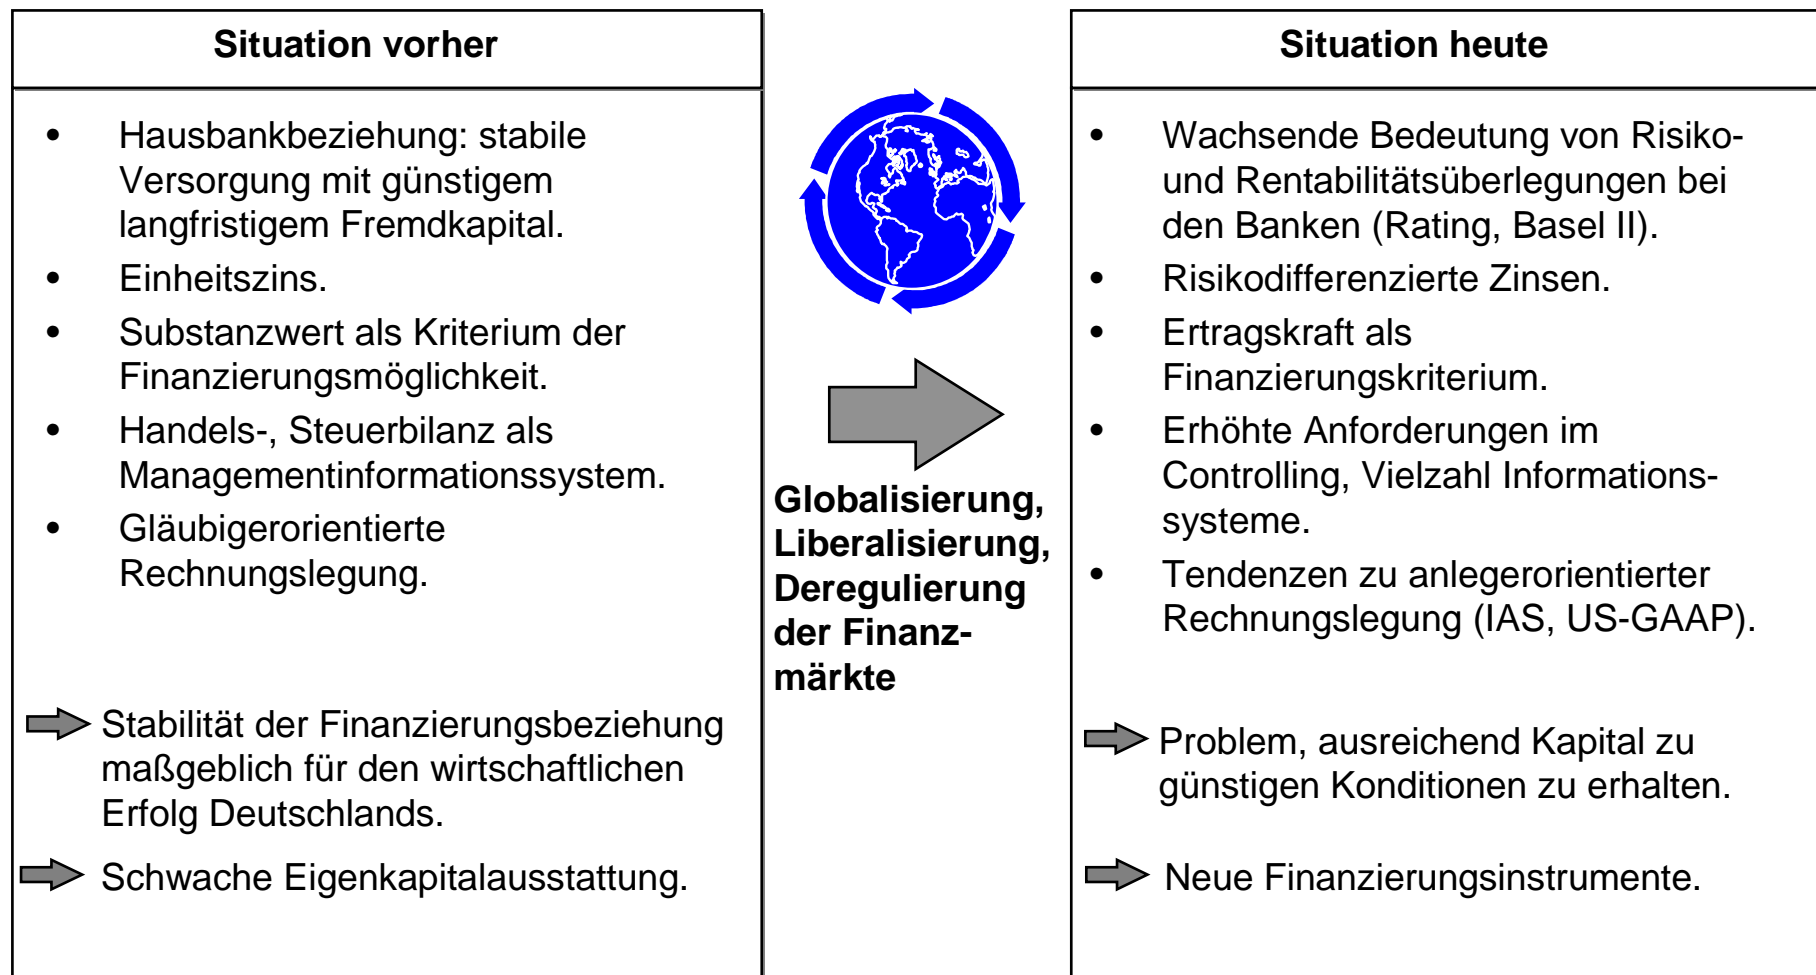 Situation vorher
• Hausbankbeziehung: stabile
Versorgung mit günstigem
langfristigem Fremdkapital.
• Einheitszins.
• Substanzwert als Kriterium der
Finanzierungsmöglichkeit.
• Handels-, Steuerbilanz als
Managementinformationssystem.
• Gläubigerorientierte
Rechnungslegung.
Stabilität der Finanzierungsbeziehung
maßgeblich für den wirtschaftlichen
Erfolg Deutschlands.
Schwache Eigenkapitalausstattung.
Globalisierung,
Liberalisierung,
Deregulierung
der Finanz-
märkte
Situation heute
• Wachsende Bedeutung von Risiko-
und Rentabilitätsüberlegungen bei
den Banken (Rating, Basel II).
• Risikodifferenzierte Zinsen.
• Ertragskraft als
Finanzierungskriterium.
• Erhöhte Anforderungen im
Controlling, Vielzahl Informations-
systeme.
• Tendenzen zu anlegerorientierter
Rechnungslegung (IAS, US-GAAP).
Problem, ausreichend Kapital zu
günstigen Konditionen zu erhalten.
Neue Finanzierungsinstrumente.